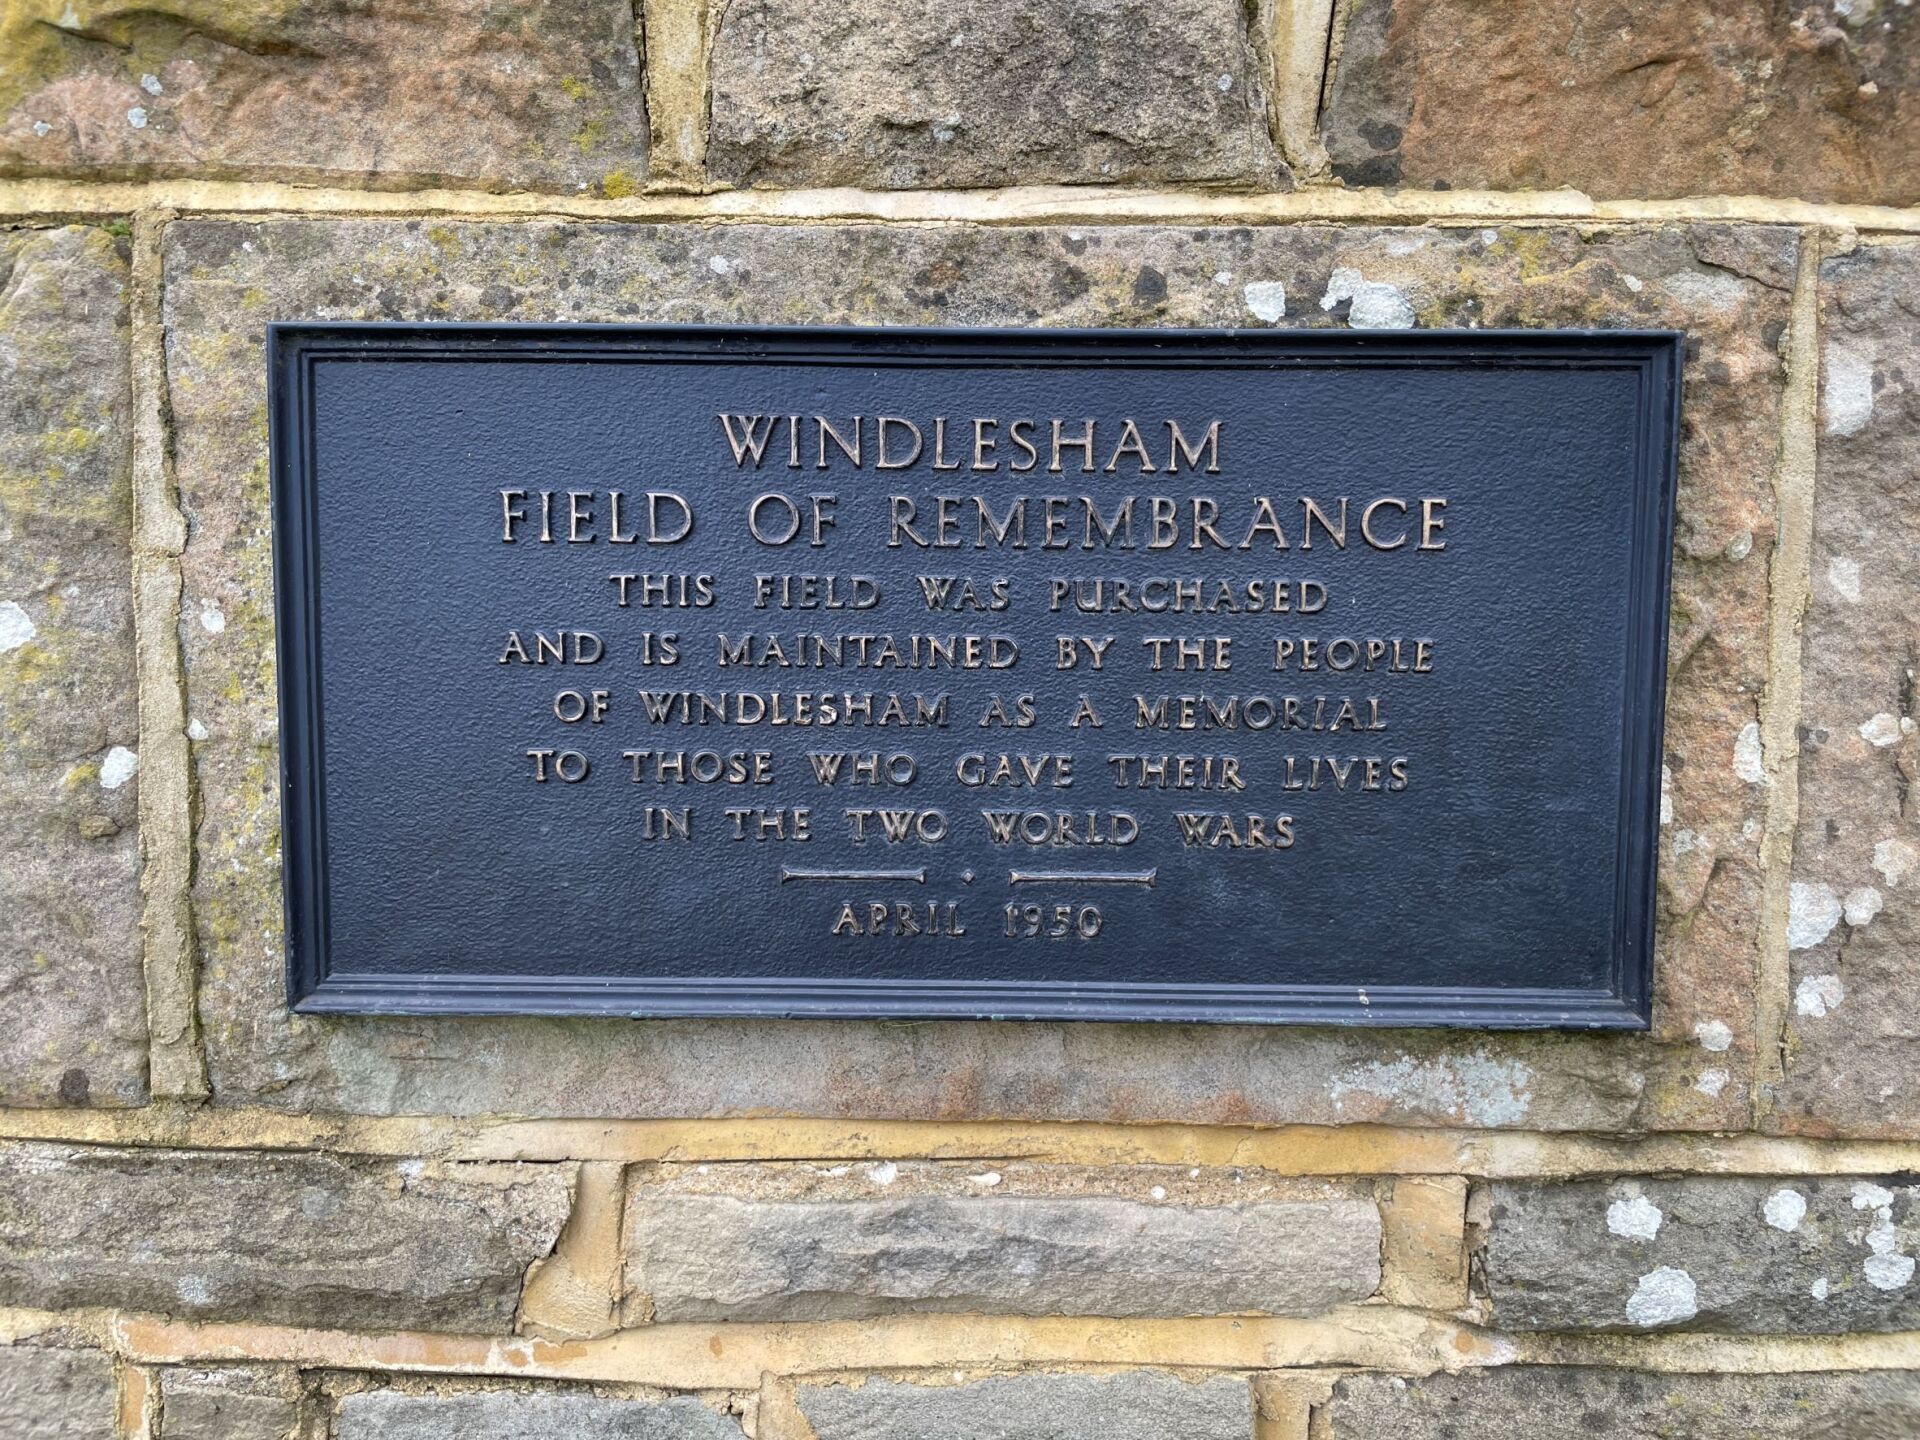 WINDLESHAM
FIELD OF REMEMBRANCE
THIS FIELD WAS PURCHASED
AND IS MAINTAINED BY THE PEOPLE
OF WINDLESHAM AS A MEMORIAL
TO THOSE WHO GAVE THEIR LIVES
IN THE TWO WORLD WARS
APRIL 1950